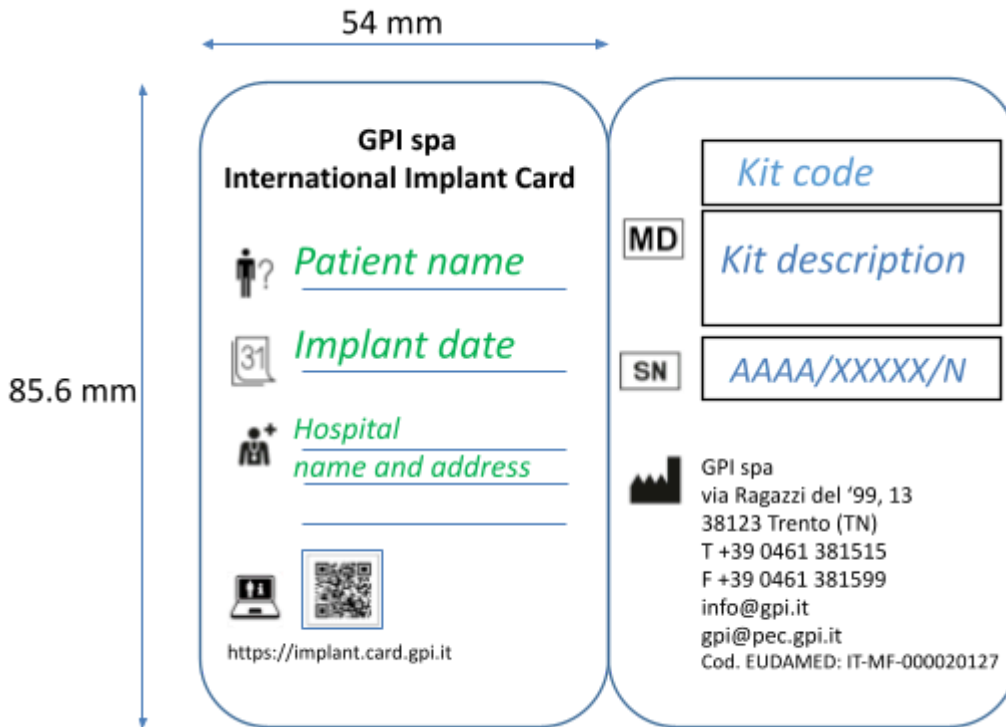 54 mm
85.6 mm
GPI spa
International Implant Card
? Patient name
31 Implant date
Hospital
name and address
https://implant.card.gpi.it
Kit code
MD
Kit description
SN AAAA/XXXXX/N
GPI spa
via Ragazzi del ‘99, 13
38123 Trento (TN)
T +39 0461 381515
F +39 0461 381599
info@gpi.it
gpi@pec.gpi.it
Cod. EUDAMED: IT-MF-000020127